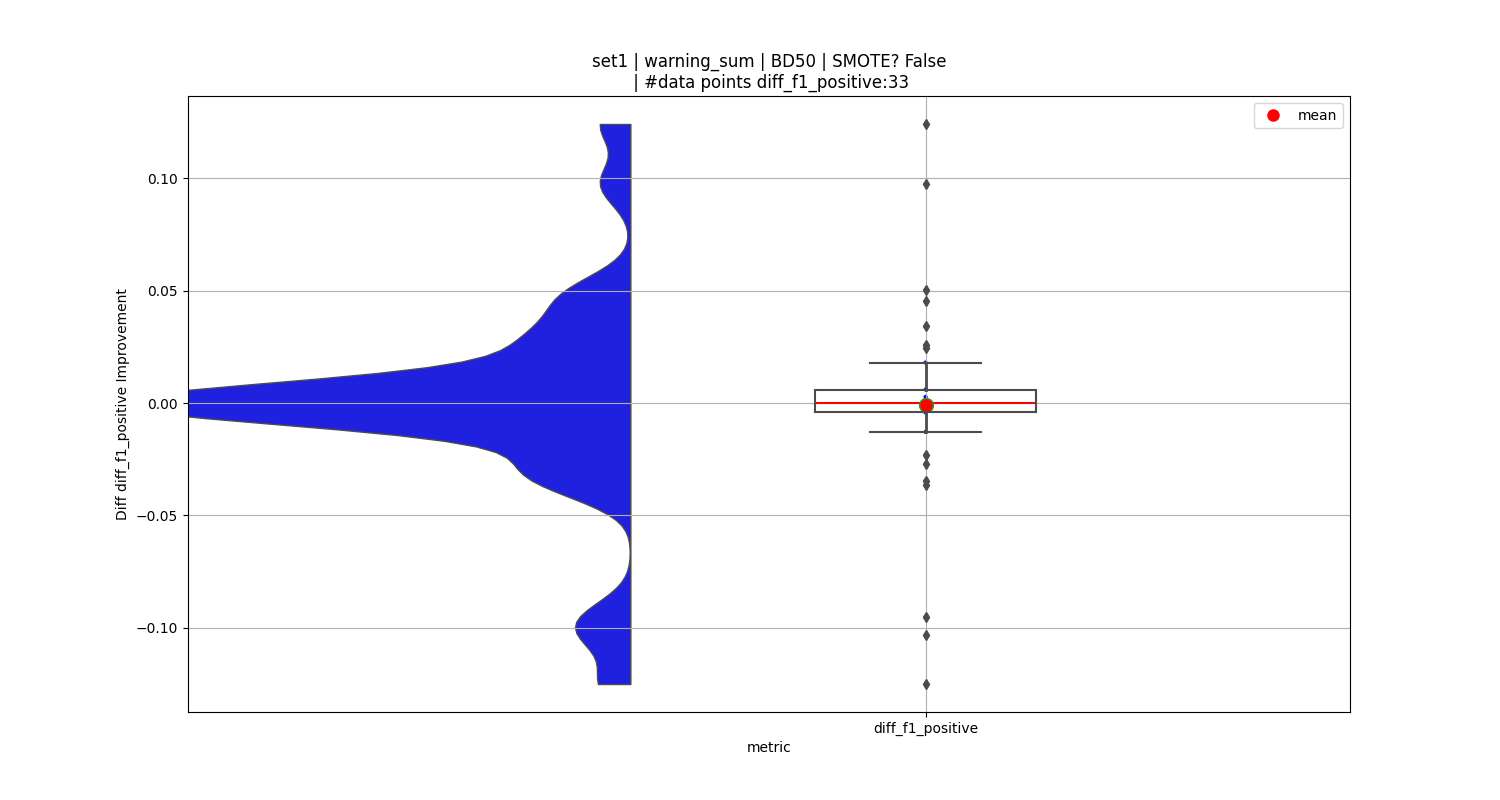 set1 | warning_sum | BD50 | SMOTE? False
| #data points diff_f1_positive:33
mean
0.10
0.05
0.00
−0.05
−0.10
Diff diff_f1_positive Improvement
diff_f1_positive
metric